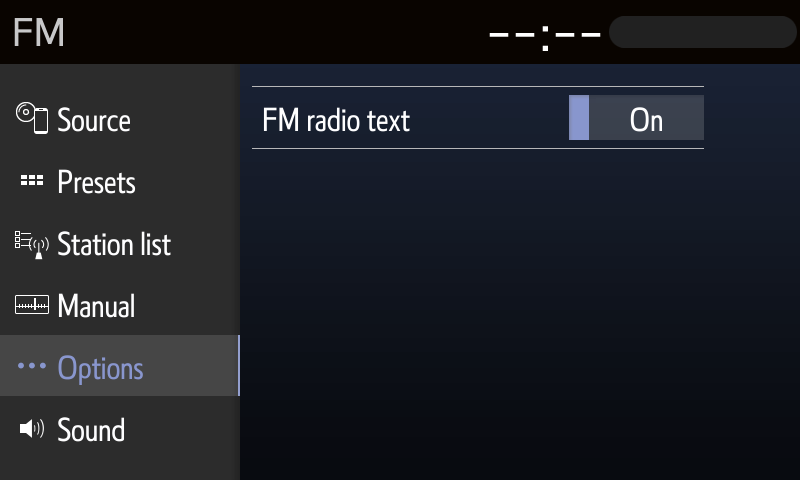 FM
--:--
Source
Presets
Station list
Manual
Options
Sound
FM radio text
On